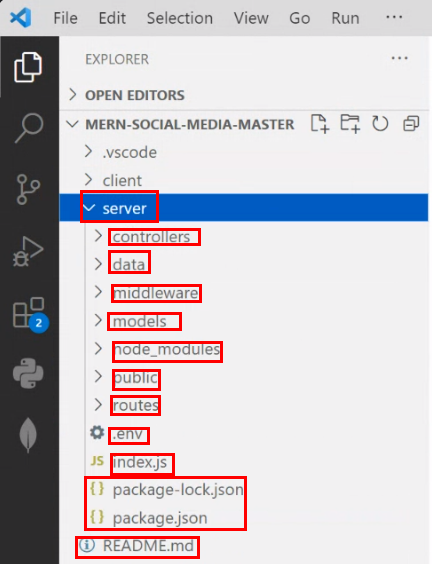 File Edit Selection View Go Run ...
EXPLORER ...
OPEN EDITORS
MERN-SOCIAL-MEDIA-MASTER
.vscode
client
server
controllers
data
middleware
models
node_modules
public
routes
.env
JS index.js
{} package-lock.json
{} package.json
README.md
2